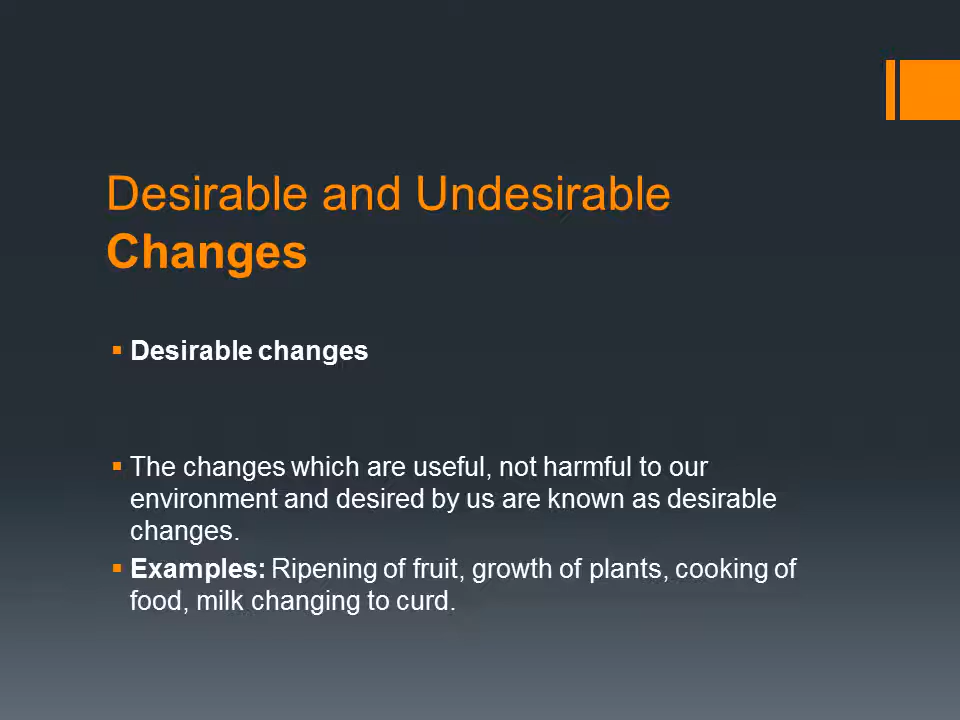 Desirable and Undesirable
Changes
Desirable changes
The changes which are useful, not harmful to our
environment and desired by us are known as desirable
changes.
Examples: Ripening of fruit, growth of plants, cooking of
food, milk changing to curd.